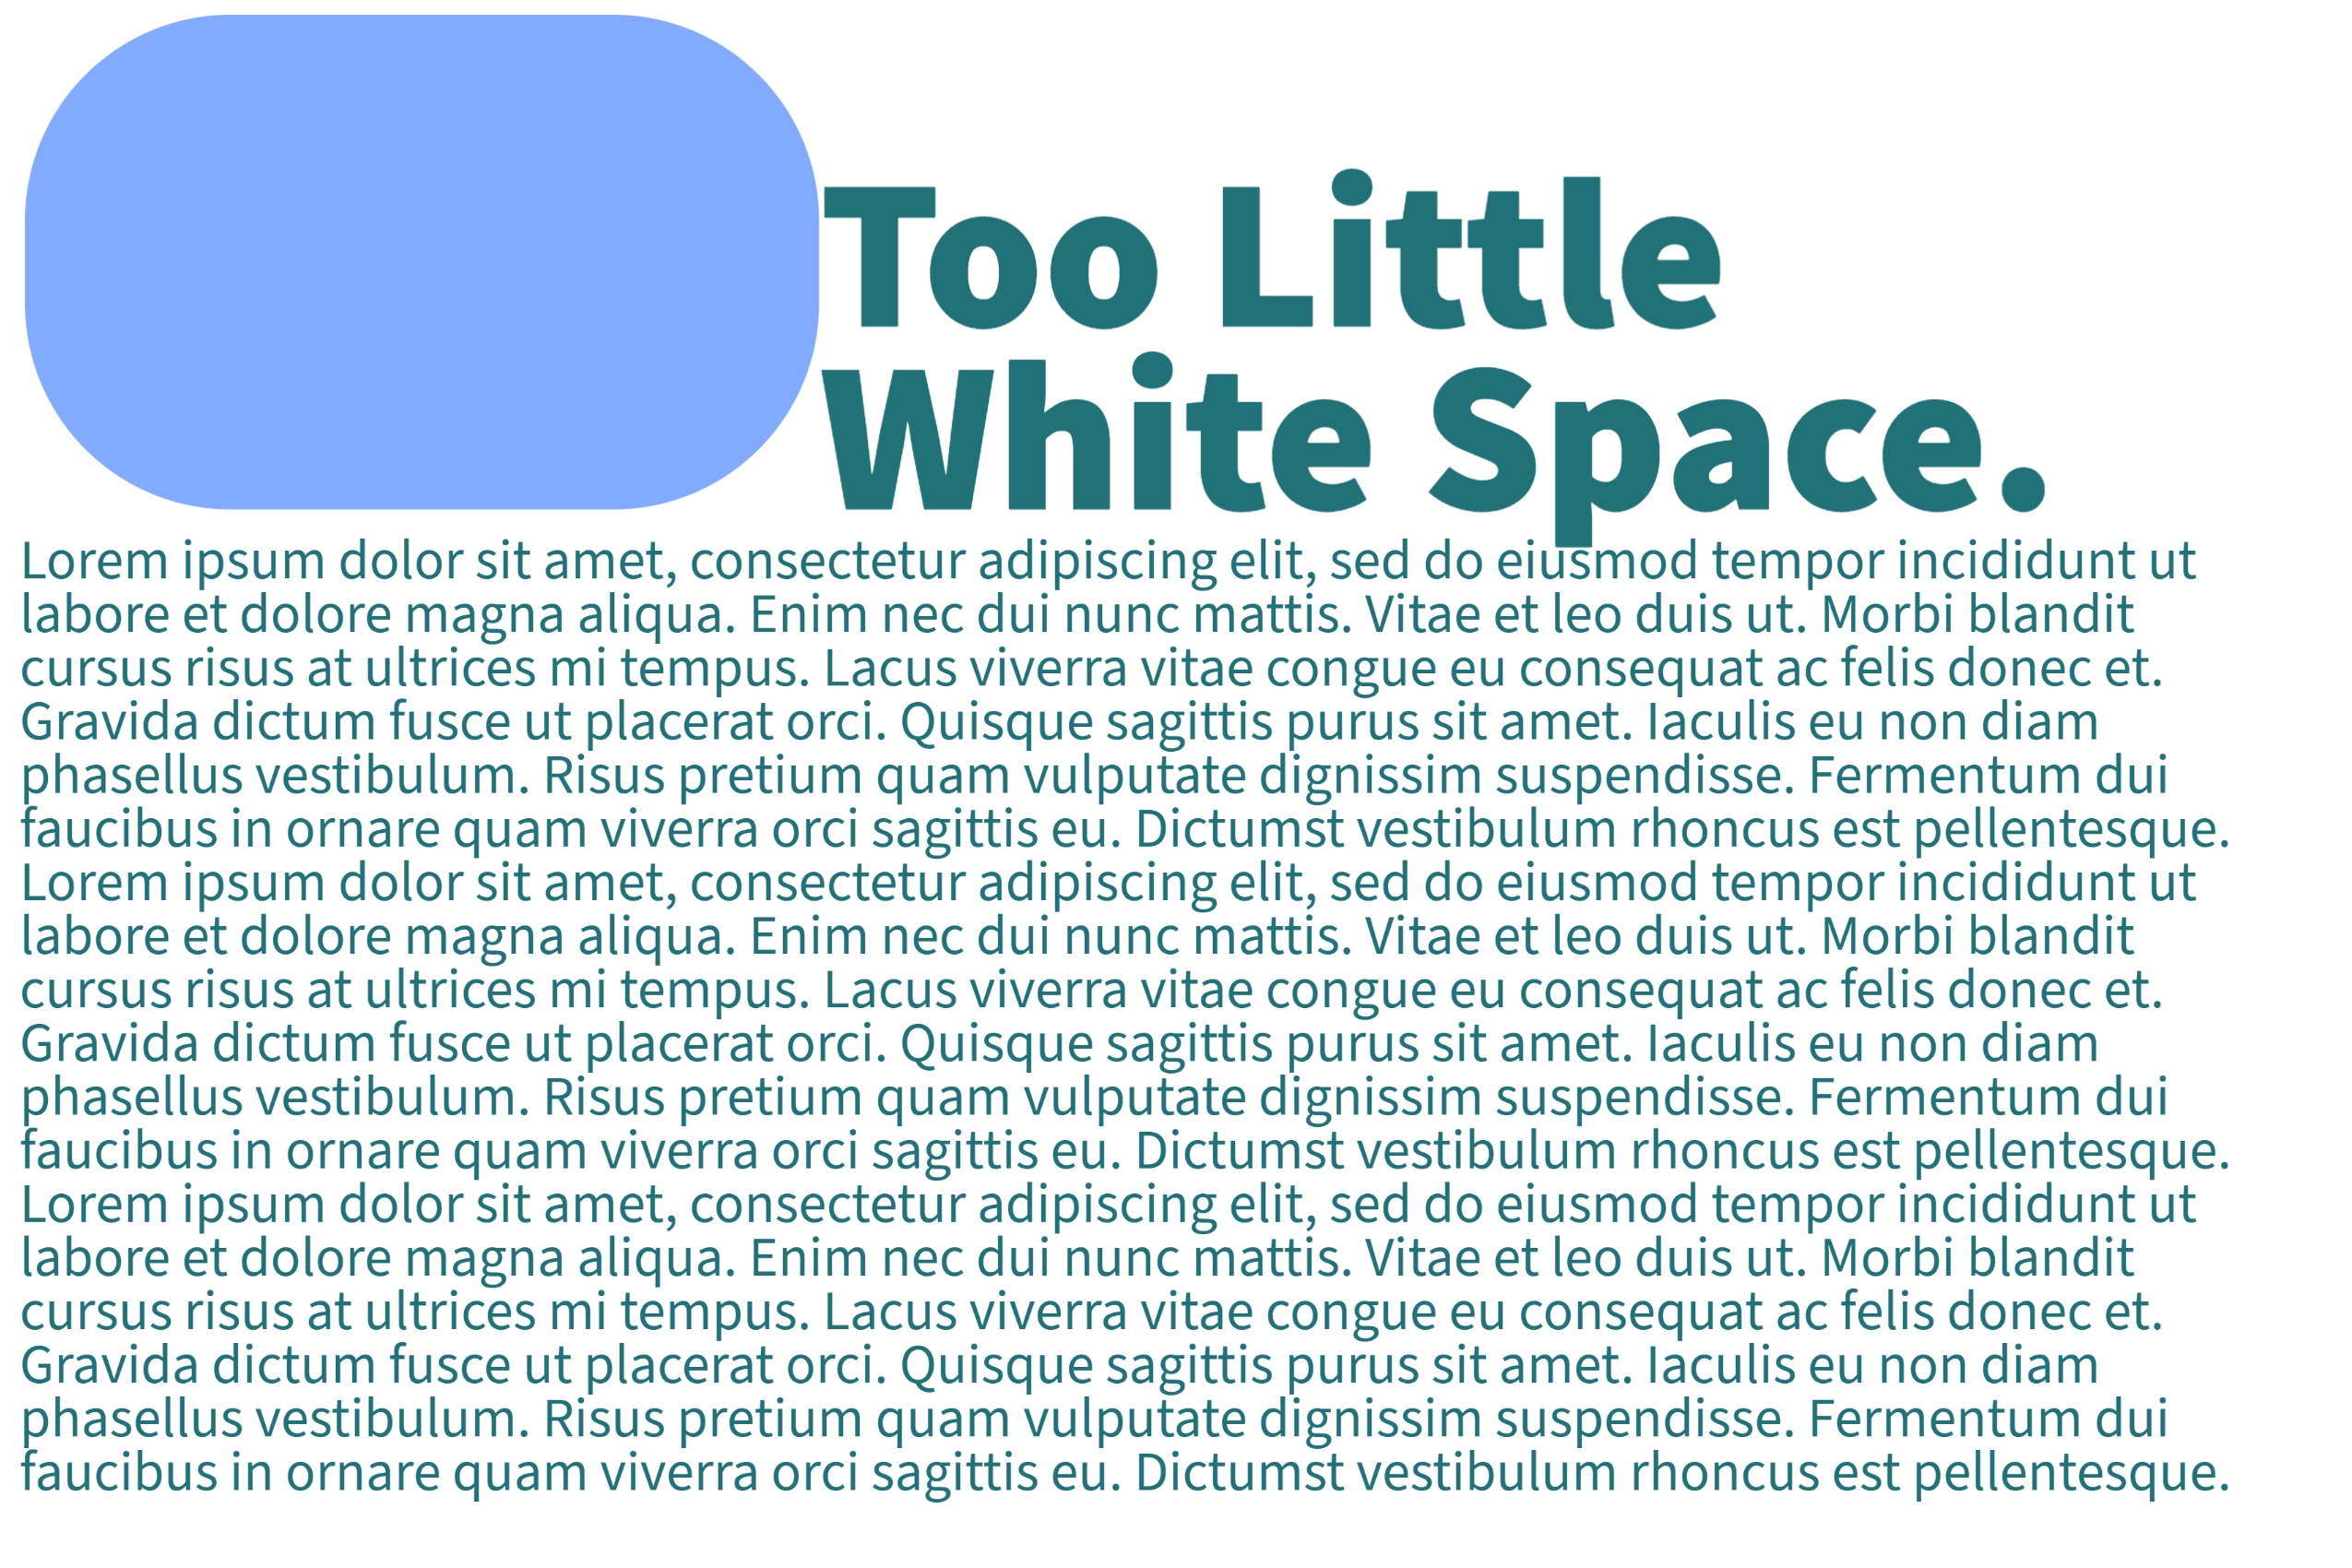 Too Little
White Space.
Lorem ipsum dolor sit amet, consectetur adipiscing elit, sed do eiusmod tempor incididunt ut
labore et dolore magna aliqua. Enim nec dui nunc mattis. Vitae et leo duis ut. Morbi blandit
cursus risus at ultrices mi tempus. Lacus viverra vitae congue eu consequat ac felis donec et.
Gravida dictum fusce ut placerat orci. Quisque sagittis purus sit amet. Iaculis eu non diam
phasellus vestibulum. Risus pretium quam vulputate dignissim suspendisse. Fermentum dui
faucibus in ornare quam viverra orci sagittis eu. Dictumst vestibulum rhoncus est pellentesque.
Lorem ipsum dolor sit amet, consectetur adipiscing elit, sed do eiusmod tempor incididunt ut
labore et dolore magna aliqua. Enim nec dui nunc mattis. Vitae et leo duis ut. Morbi blandit
cursus risus at ultrices mi tempus. Lacus viverra vitae congue eu consequat ac felis donec et.
Gravida dictum fusce ut placerat orci. Quisque sagittis purus sit amet. Iaculis eu non diam
phasellus vestibulum. Risus pretium quam vulputate dignissim suspendisse. Fermentum dui
faucibus in ornare quam viverra orci sagittis eu. Dictumst vestibulum rhoncus est pellentesque.
Lorem ipsum dolor sit amet, consectetur adipiscing elit, sed do eiusmod tempor incididunt ut
labore et dolore magna aliqua. Enim nec dui nunc mattis. Vitae et leo duis ut. Morbi blandit
cursus risus at ultrices mi tempus. Lacus viverra vitae congue eu consequat ac felis donec et.
Gravida dictum fusce ut placerat orci. Quisque sagittis purus sit amet. Iaculis eu non diam
phasellus vestibulum. Risus pretium quam vulputate dignissim suspendisse. Fermentum dui
faucibus in ornare quam viverra orci sagittis eu. Dictumst vestibulum rhoncus est pellentesque.